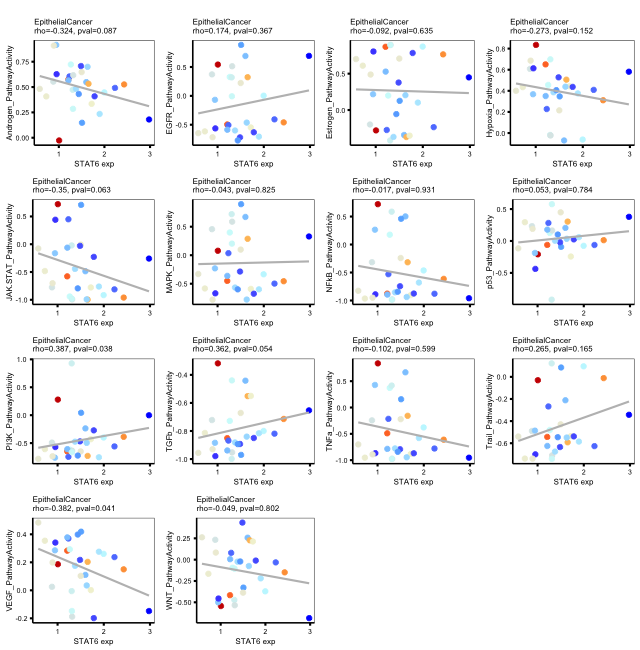 EpithelialCancer
rho=-0.324, pval=0.087
Androgen_PathwayActivity
0.75
0.50
0.25
0.00
1
2
3
STAT6 exp
EpithelialCancer
rho=0.174, pval=0.367
EGFR_PathwayActivity
0.5
0.0
-0.5
1
2
3
STAT6 exp
EpithelialCancer
rho=-0.092, pval=0.635
Estrogen_PathwayActivity
0.5
0.0
1
2
3
STAT6 exp
EpithelialCancer
rho=-0.273, pval=0.152
Hypoxia_PathwayActivity
0.8
0.6
0.4
0.2
0.0
1
2
3
STAT6 exp
EpithelialCancer
rho=-0.35, pval=0.063
JAK.STAT_PathwayActivity
0.5
0.0
-0.5
-1.0
1
2
3
STAT6 exp
EpithelialCancer
rho=-0.043, pval=0.825
MAPK_PathwayActivity
0.5
0.0
-0.5
1
2
3
STAT6 exp
EpithelialCancer
rho=-0.017, pval=0.931
NFkB_PathwayActivity
0.5
0.0
-0.5
-1.0
1
2
3
STAT6 exp
EpithelialCancer
rho=0.053, pval=0.784
p53_PathwayActivity
0.5
0.0
-0.5
1
2
3
STAT6 exp
EpithelialCancer
rho=0.387, pval=0.038
PI3K_PathwayActivity
1.0
0.5
0.0
-0.5
1
2
3
STAT6 exp
EpithelialCancer
rho=0.362, pval=0.054
TGFb_PathwayActivity
-0.4
-0.6
-0.8
-1.0
1
2
3
STAT6 exp
EpithelialCancer
rho=-0.102, pval=0.599
TNFa_PathwayActivity
0.5
0.0
-0.5
-1.0
1
2
3
STAT6 exp
EpithelialCancer
rho=0.265, pval=0.165
Trail_PathwayActivity
0.0
-0.2
-0.4
-0.6
1
2
3
STAT6 exp
EpithelialCancer
rho=-0.382, pval=0.041
VEGF_PathwayActivity
0.4
0.2
0.0
-0.2
1
2
3
STAT6 exp
EpithelialCancer
rho=-0.049, pval=0.802
WNT_PathwayActivity
0.25
0.00
-0.25
-0.50
1
2
3
STAT6 exp